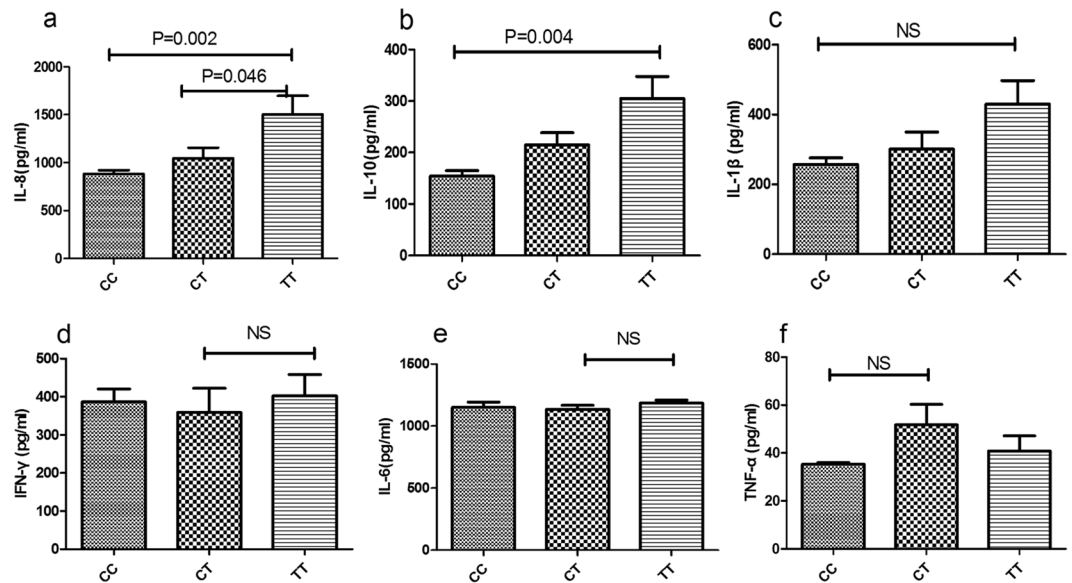 a
P=0.002
P=0.046
IL-8(pg/ml)
2000
1500
1000
500
0
CC
CT
TT
b
P=0.004
IL-10(pg/ml)
400
300
200
100
0
CC
CT
TT
c
NS
IL-1β (pg/ml)
600
400
200
0
CC
CT
TT
d
NS
IFN-γ (pg/ml)
500
400
300
200
100
0
CC
CT
TT
e
NS
IL-6(pg/ml)
1500
1000
500
0
CC
CT
TT
f
NS
TNF-α (pg/ml)
80
60
40
20
0
CC
CT
TT